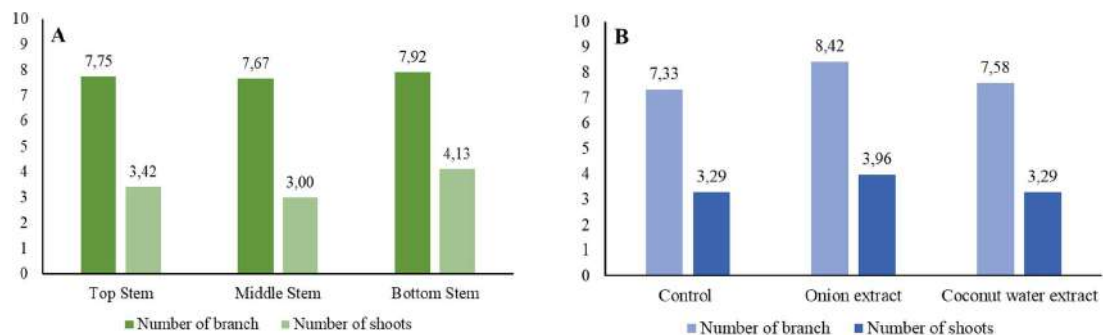 A
10
9
8
7
6
5
4
3
2
1
0
7,75
3,42
7,67
3,00
7,92
4,13
Top Stem
Middle Stem
Bottom Stem
Number of branch
Number of shoots
B
10
9
8
7
6
5
4
3
2
1
0
7,33
3,29
8,42
3,96
7,58
3,29
Control
Onion extract
Coconut water extract
Number of branch
Number of shoots